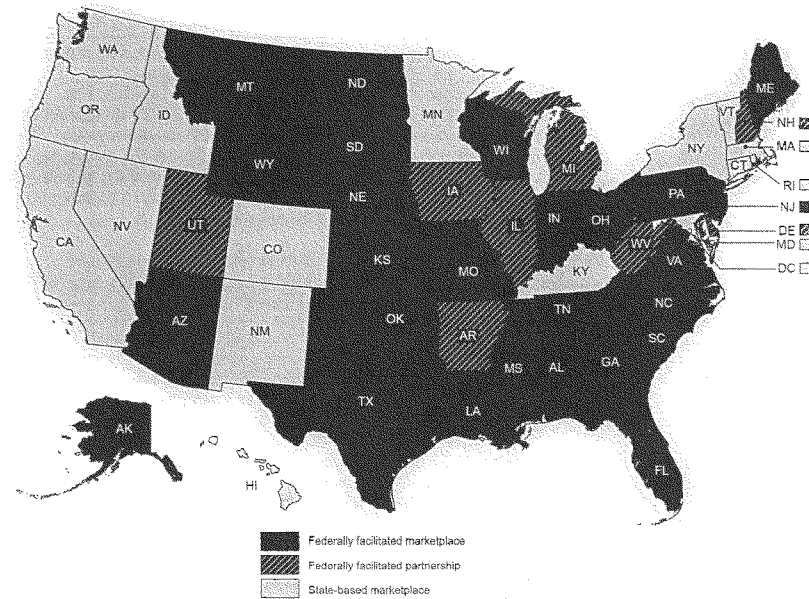 WA
MT
ND
ME
OR
ID
MN
VT
NH
SD
WI
MA
WY
MI
NY
CT
RI
NE
IA
PA
NJ
NV
UT
IL
IN
OH
DE
CA
CO
WV
MD
KS
MO
VA
KY
DC
AZ
NM
OK
TN
NC
AR
SC
MS
AL
GA
TX
LA
AK
FL
HI
Federally facilitated marketplace
Federally facilitated partnership
State-based marketplace